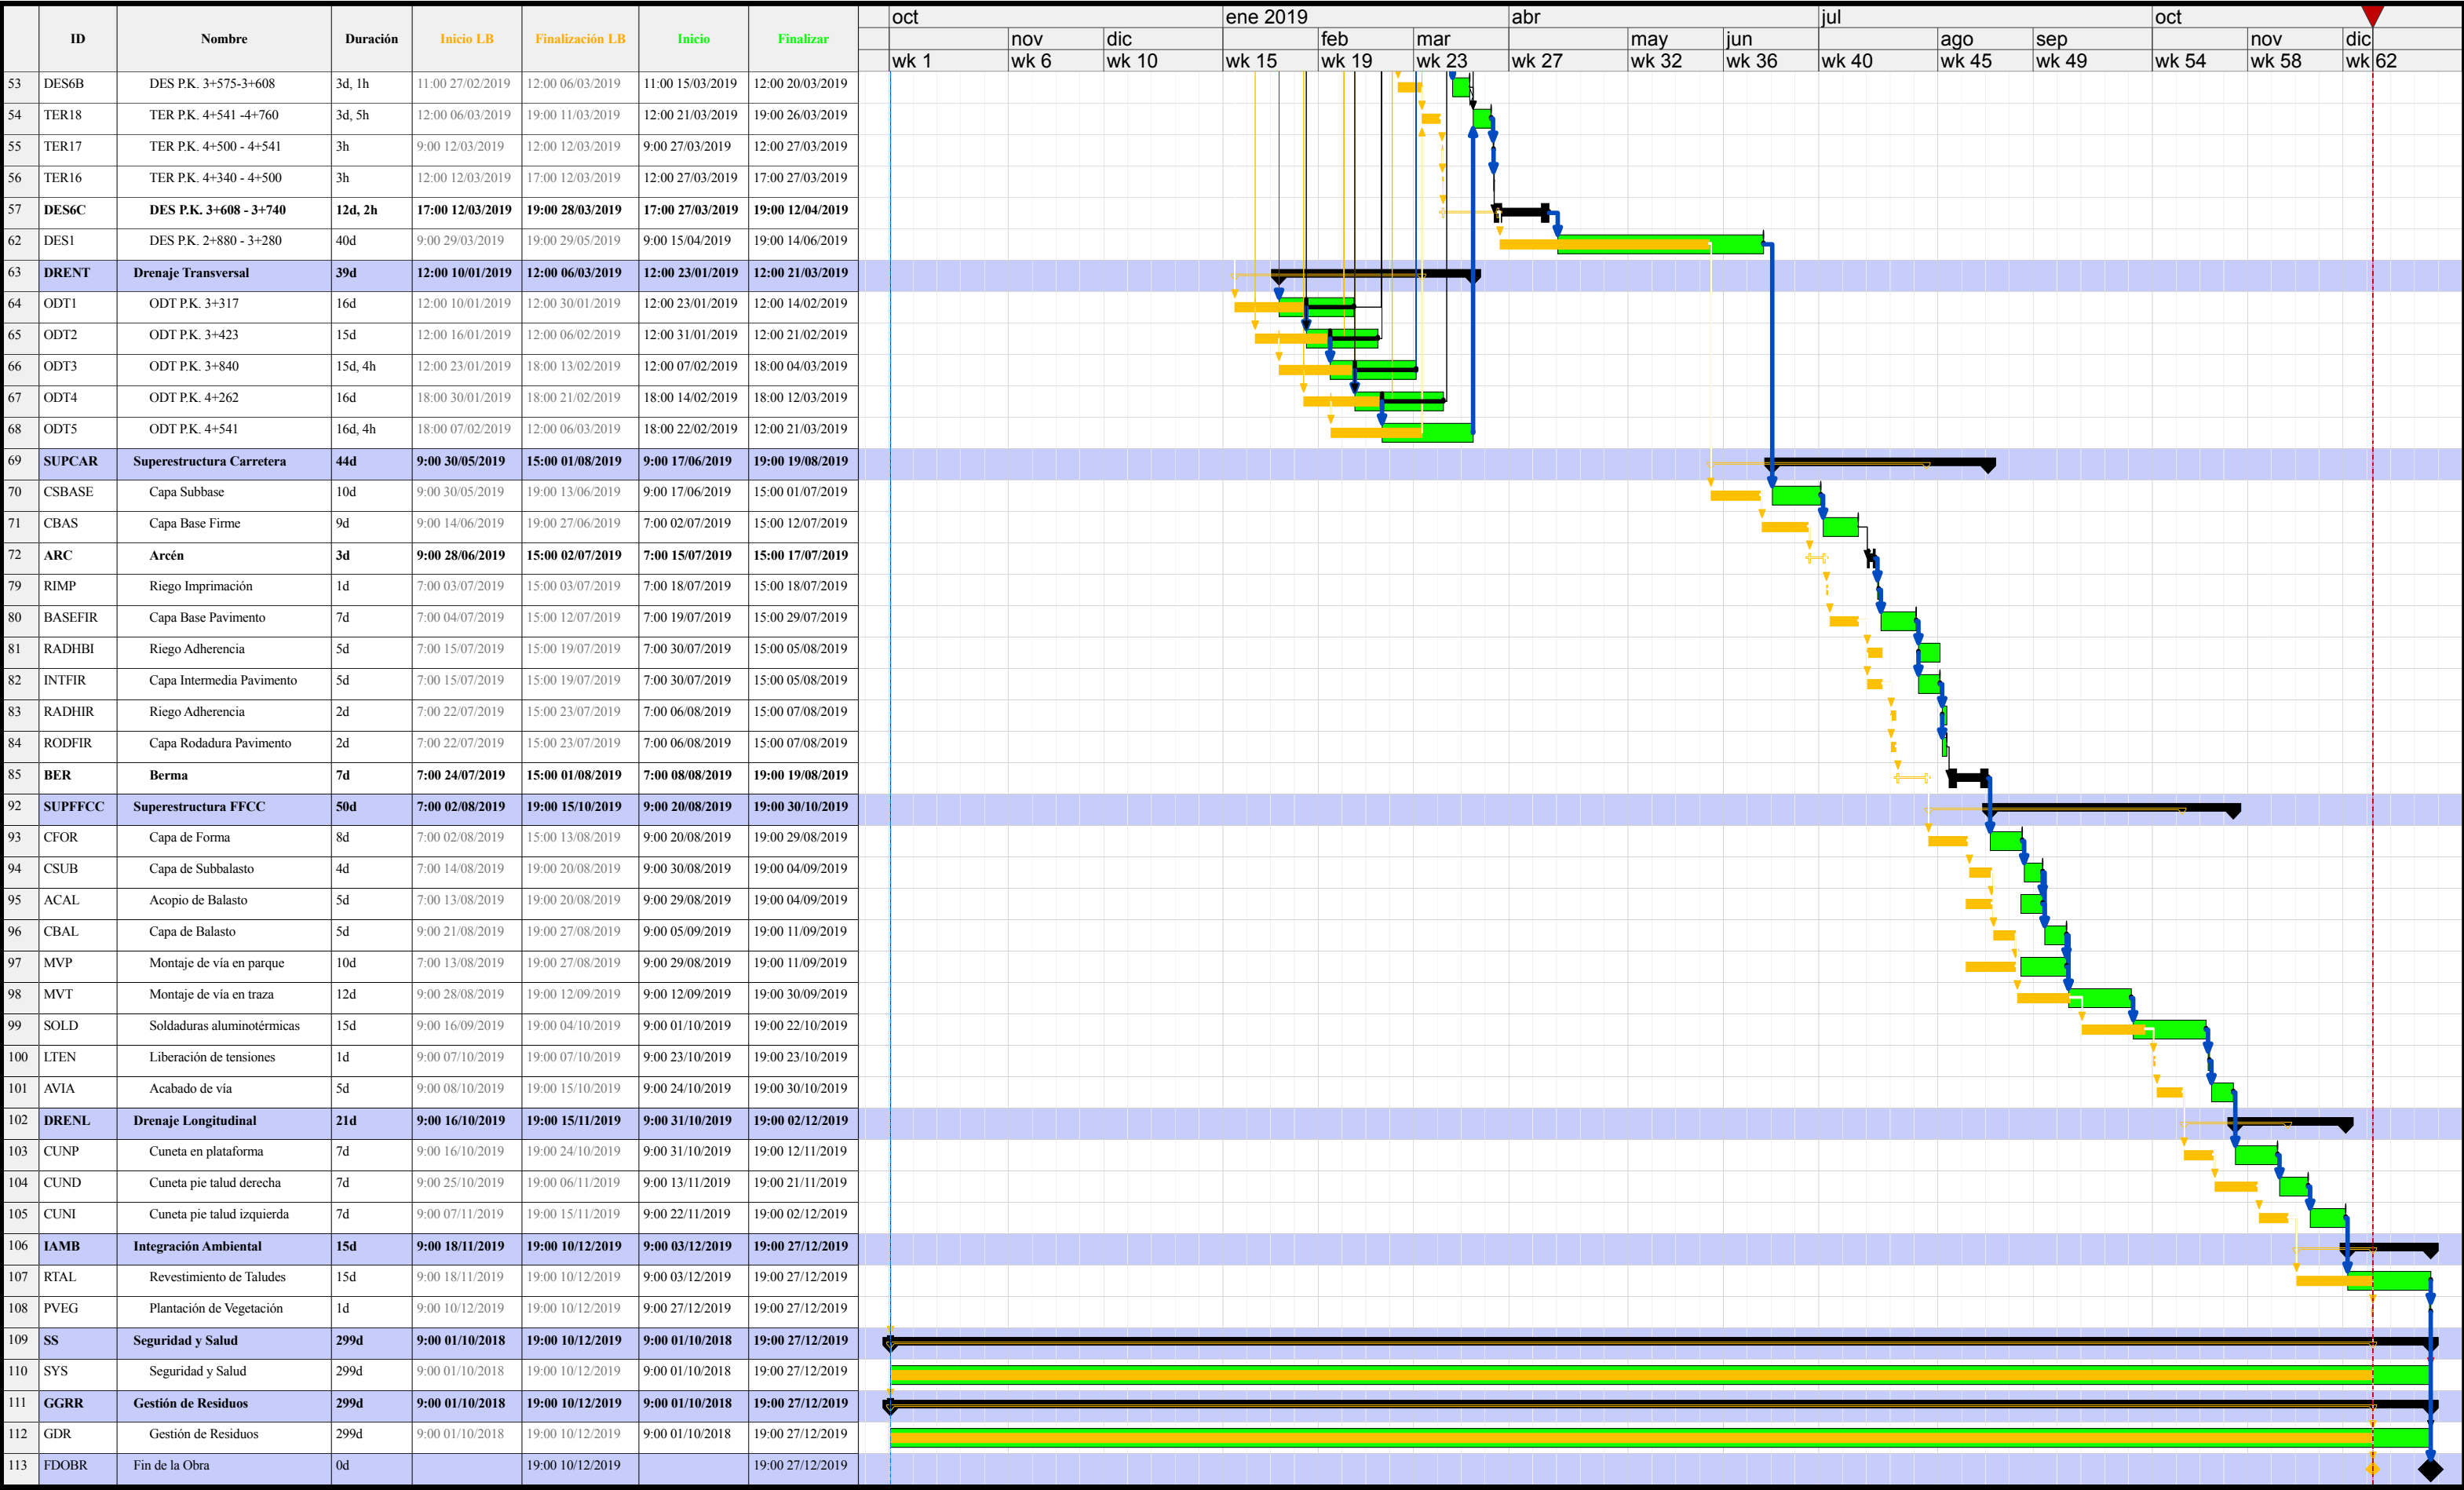 oct ene 2019 abr jul oct
ID Nombre Duración Inicio LB Finalización LB Inicio Finalizar nov dic feb mar may jun ago sep nov dic
wk 1 wk 6 wk 10 wk 15 wk 19 wk 23 wk 27 wk 32 wk 36 wk 40 wk 45 wk 49 wk 54 wk 58 wk 62
53 DES6B DES P.K. 3+575-3+608 3d, 1h 11:00 27/02/2019 12:00 06/03/2019 11:00 15/03/2019 12:00 20/03/2019
54 TER18 TER P.K. 4+541 -4+760 3d, 5h 12:00 06/03/2019 19:00 11/03/2019 12:00 21/03/2019 19:00 26/03/2019
55 TER17 TER P.K. 4+500 - 4+541 3h 9:00 12/03/2019 12:00 12/03/2019 9:00 27/03/2019 12:00 27/03/2019
56 TER16 TER P.K. 4+340 - 4+500 3h 12:00 12/03/2019 17:00 12/03/2019 12:00 27/03/2019 17:00 27/03/2019
57 DES6C DES P.K. 3+608 - 3+740 12d, 2h 17:00 12/03/2019 19:00 28/03/2019 17:00 27/03/2019 19:00 12/04/2019
62 DES1 DES P.K. 2+880 - 3+280 40d 9:00 29/03/2019 19:00 29/05/2019 9:00 15/04/2019 19:00 14/06/2019
63 DRENT Drenaje Transversal 39d 12:00 10/01/2019 12:00 06/03/2019 12:00 23/01/2019 12:00 21/03/2019
64 ODT1 ODT P.K. 3+317 16d 12:00 10/01/2019 12:00 30/01/2019 12:00 23/01/2019 12:00 14/02/2019
65 ODT2 ODT P.K. 3+423 15d 12:00 16/01/2019 12:00 06/02/2019 12:00 31/01/2019 12:00 21/02/2019
66 ODT3 ODT P.K. 3+840 15d, 4h 12:00 23/01/2019 18:00 13/02/2019 12:00 07/02/2019 18:00 04/03/2019
67 ODT4 ODT P.K. 4+262 16d 18:00 30/01/2019 18:00 21/02/2019 18:00 14/02/2019 18:00 12/03/2019
68 ODT5 ODT P.K. 4+541 16d, 4h 18:00 07/02/2019 12:00 06/03/2019 18:00 22/02/2019 12:00 21/03/2019
69 SUPCAR Superestructura Carretera 44d 9:00 30/05/2019 15:00 01/08/2019 9:00 17/06/2019 19:00 19/08/2019
70 CSBASE Capa Subbase 10d 9:00 30/05/2019 19:00 13/06/2019 9:00 17/06/2019 15:00 01/07/2019
71 CBAS Capa Base Firme 9d 9:00 14/06/2019 19:00 27/06/2019 7:00 02/07/2019 15:00 12/07/2019
72 ARC Arcén 3d 9:00 28/06/2019 15:00 02/07/2019 7:00 15/07/2019 15:00 17/07/2019
79 RIMP Riego Imprimación 1d 7:00 03/07/2019 15:00 03/07/2019 7:00 18/07/2019 15:00 18/07/2019
80 BASEFIR Capa Base Pavimento 7d 7:00 04/07/2019 15:00 12/07/2019 7:00 19/07/2019 15:00 29/07/2019
81 RADHBI Riego Adherencia 5d 7:00 15/07/2019 15:00 19/07/2019 7:00 30/07/2019 15:00 05/08/2019
82 INTFIR Capa Intermedia Pavimento 5d 7:00 15/07/2019 15:00 19/07/2019 7:00 30/07/2019 15:00 05/08/2019
83 RADHIR Riego Adherencia 2d 7:00 22/07/2019 15:00 23/07/2019 7:00 06/08/2019 15:00 07/08/2019
84 RODFIR Capa Rodadura Pavimento 2d 7:00 22/07/2019 15:00 23/07/2019 7:00 06/08/2019 15:00 07/08/2019
85 BER Berma 7d 7:00 24/07/2019 15:00 01/08/2019 7:00 08/08/2019 19:00 19/08/2019
92 SUPFFCC Superestructura FFCC 50d 7:00 02/08/2019 19:00 15/10/2019 9:00 20/08/2019 19:00 30/10/2019
93 CFOR Capa de Forma 8d 7:00 02/08/2019 15:00 13/08/2019 9:00 20/08/2019 19:00 29/08/2019
94 CSUB Capa de Subbalasto 4d 7:00 14/08/2019 19:00 20/08/2019 9:00 30/08/2019 19:00 04/09/2019
95 ACAL Acopio de Balasto 5d 7:00 13/08/2019 19:00 20/08/2019 9:00 29/08/2019 19:00 04/09/2019
96 CBAL Capa de Balasto 5d 9:00 21/08/2019 19:00 27/08/2019 9:00 05/09/2019 19:00 11/09/2019
97 MVP Montaje de vía en parque 10d 7:00 13/08/2019 19:00 27/08/2019 9:00 29/08/2019 19:00 11/09/2019
98 MVT Montaje de vía en traza 12d 9:00 28/08/2019 19:00 12/09/2019 9:00 12/09/2019 19:00 30/09/2019
99 SOLD Soldaduras aluminotérmicas 15d 9:00 16/09/2019 19:00 04/10/2019 9:00 01/10/2019 19:00 22/10/2019
100 LTEN Liberación de tensiones 1d 9:00 07/10/2019 19:00 07/10/2019 9:00 23/10/2019 19:00 23/10/2019
101 AVIA Acabado de vía 5d 9:00 08/10/2019 19:00 15/10/2019 9:00 24/10/2019 19:00 30/10/2019
102 DRENL Drenaje Longitudinal 21d 9:00 16/10/2019 19:00 15/11/2019 9:00 31/10/2019 19:00 02/12/2019
103 CUNP Cuneta en plataforma 7d 9:00 16/10/2019 19:00 24/10/2019 9:00 31/10/2019 19:00 12/11/2019
104 CUND Cuneta pie talud derecha 7d 9:00 25/10/2019 19:00 06/11/2019 9:00 13/11/2019 19:00 21/11/2019
105 CUNI Cuneta pie talud izquierda 7d 9:00 07/11/2019 19:00 15/11/2019 9:00 22/11/2019 19:00 02/12/2019
106 IAMB Integración Ambiental 15d 9:00 18/11/2019 19:00 10/12/2019 9:00 03/12/2019 19:00 27/12/2019
107 RTAL Revestimiento de Taludes 15d 9:00 18/11/2019 19:00 10/12/2019 9:00 03/12/2019 19:00 27/12/2019
108 PVEG Plantación de Vegetación 1d 9:00 10/12/2019 19:00 10/12/2019 9:00 27/12/2019 19:00 27/12/2019
109 SS Seguridad y Salud 299d 9:00 01/10/2018 19:00 10/12/2019 9:00 01/10/2018 19:00 27/12/2019
110 SYS Seguridad y Salud 299d 9:00 01/10/2018 19:00 10/12/2019 9:00 01/10/2018 19:00 27/12/2019
111 GGRR Gestión de Residuos 299d 9:00 01/10/2018 19:00 10/12/2019 9:00 01/10/2018 19:00 27/12/2019
112 GDR Gestión de Residuos 299d 9:00 01/10/2018 19:00 10/12/2019 9:00 01/10/2018 19:00 27/12/2019
113 FDOBR Fin de la Obra 0d 19:00 10/12/2019 19:00 27/12/2019